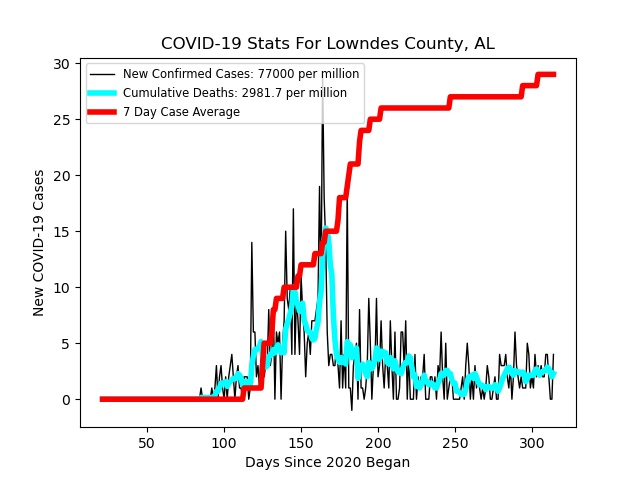 COVID-19 Stats For Lowndes County, AL
New Confirmed Cases: 77000 per million
Cumulative Deaths: 2981.7 per million
7 Day Case Average
30
25
20
15
10
5
0
New COVID-19 Cases
50 100 150 200 250 300
Days Since 2020 Began